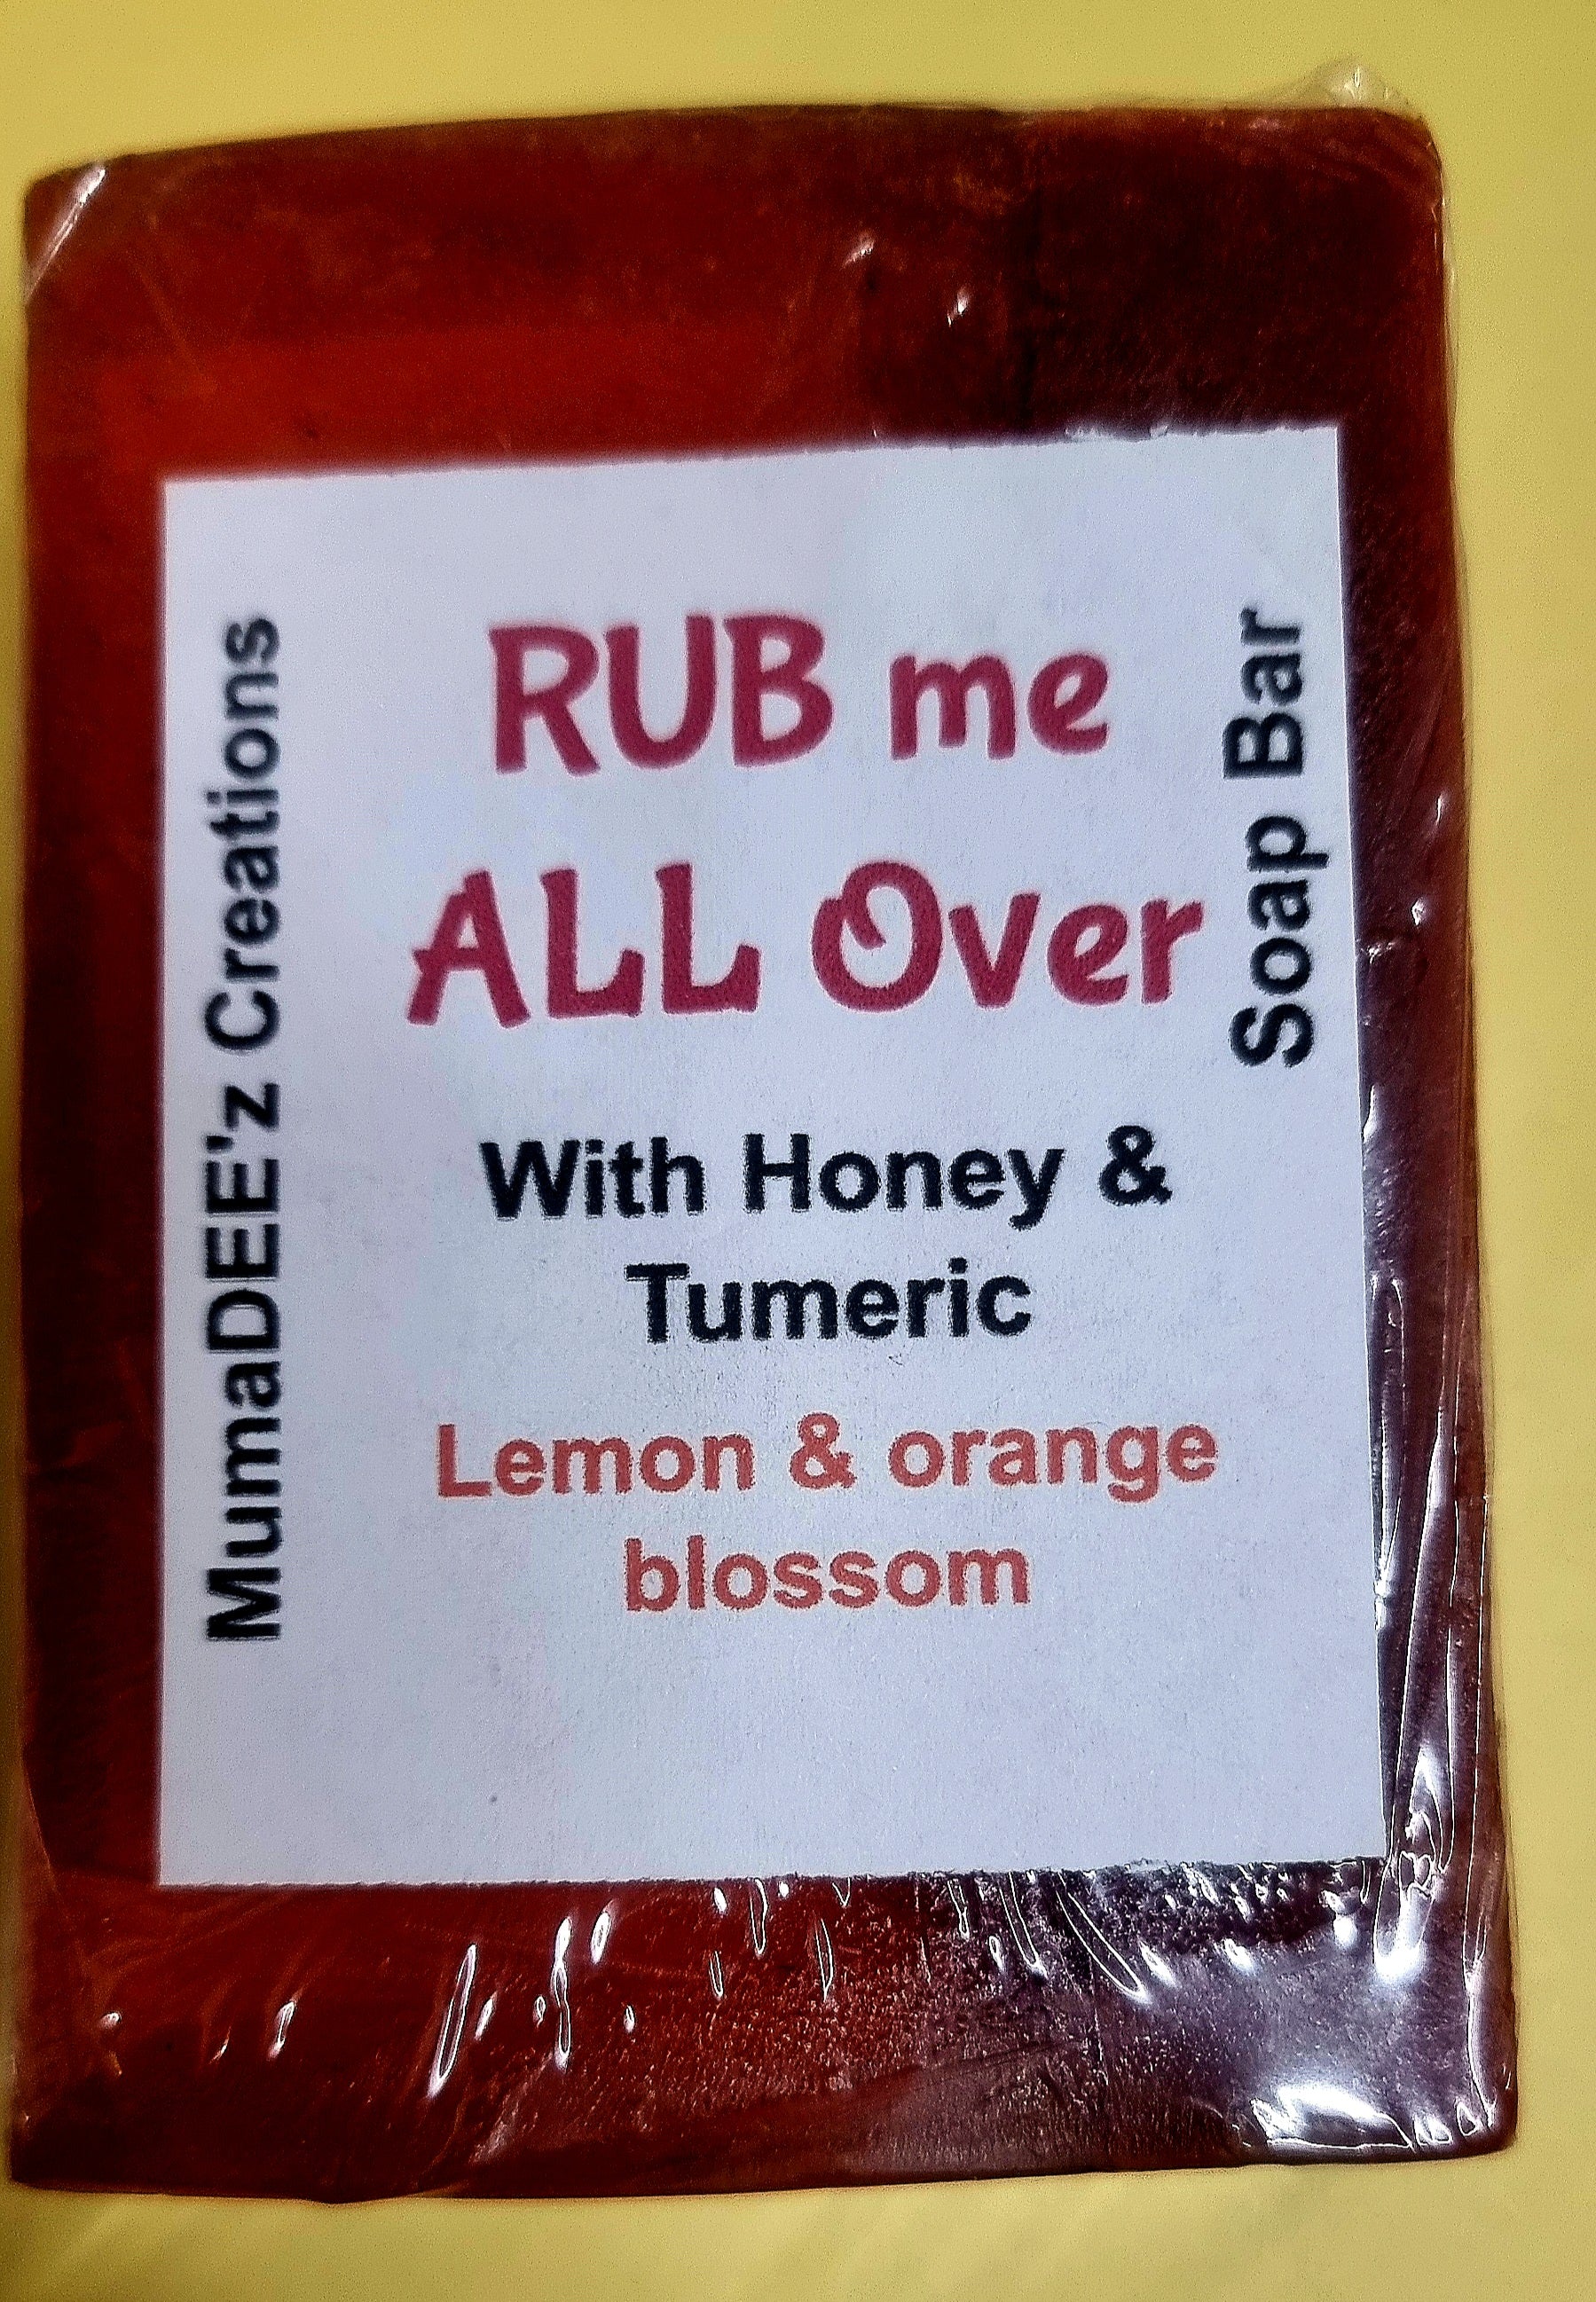 MumaDEE'z Creations
RUB me
ALL Over
Soap Bar
With Honey &
Tumeric
Lemon & orange
blossom